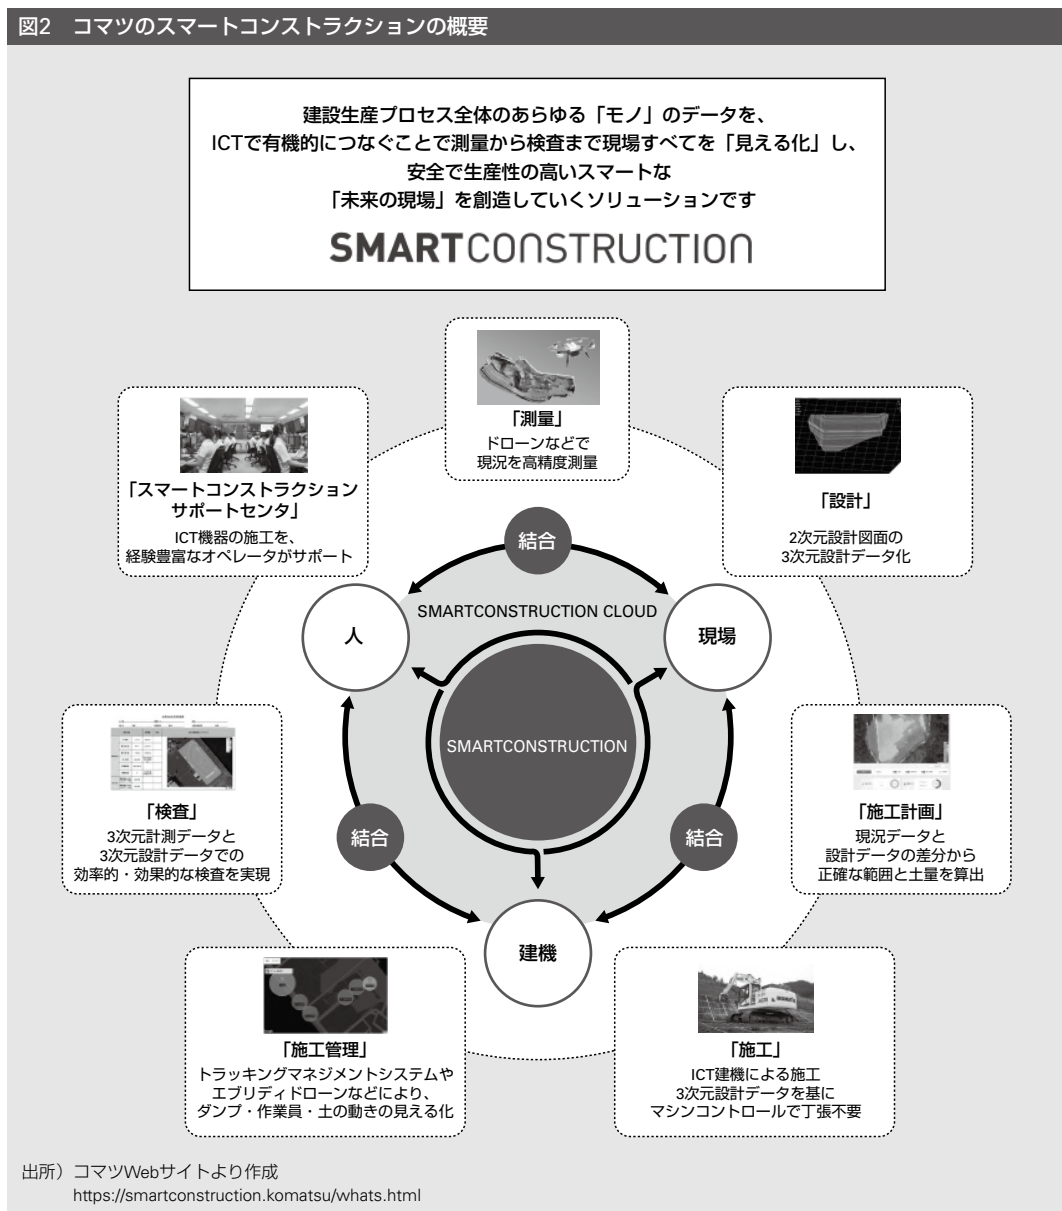 図2 コマツのスマートコンストラクションの概要
建設生産プロセス全体のあらゆる「モノ」のデータを、
ICTで有機的につなぐことで測量から検査まで現場すべてを「見える化」し、
安全で生産性の高いスマートな
「未来の現場」を創造していくソリューションです
SMARTCONSTRUCTION
「測量」
ドローンなどで
現況を高精度測量
「設計」
2次元設計図面の
3次元設計データ化
「施工計画」
現況データと
設計データの差分から
正確な範囲と土量を算出
「施工」
ICT建機による施工
3次元設計データを基に
マシンコントロールで丁張不要
「施工管理」
トラッキングマネジメントシステムや
エブリディドローンなどにより、
ダンプ・作業員・土の動きの見える化
「検査」
3次元計測データと
3次元設計データでの
効率的・効果的な検査を実現
「スマートコンストラクション
サポートセンタ」
ICT機器の施工を、
経験豊富なオペレータがサポート
結合
SMARTCONSTRUCTION CLOUD
人
現場
SMARTCONSTRUCTION
結合
結合
建機
出所）コマツWebサイトより作成
https://smartconstruction.komatsu/whats.html